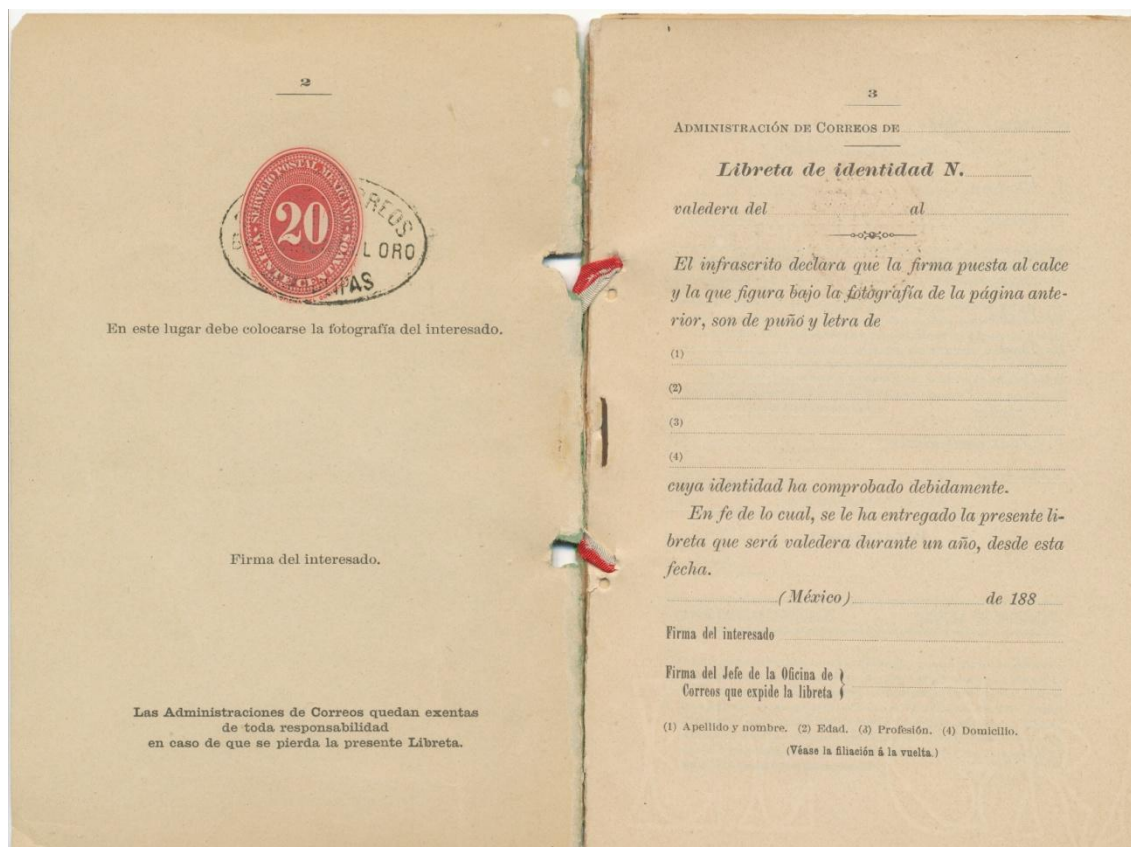 2
SERVICIO POSTAL MEXICANO
20
VEINTE CENTAVOS
CORREOS
L ORO
PAS
En este lugar debe colocarse la fotografía del interesado.
Firma del interesado.
Las Administraciones de Correos quedan exentas
de toda responsabilidad
en caso de que se pierda la presente Libreta.
3
ADMINISTRACIÓN DE CORREOS DE
Libreta de identidad N.
valedera del al
El infrascrito declara que la firma puesta al calce
y la que figura bajo la fotografía de la página ante-
rior, son de puño y letra de
(1)
(2)
(3)
(4)
cuya identidad ha comprobado debidamente.
En fe de lo cual, se le ha entregado la presente li-
breta que será valedera durante un año, desde esta
fecha.
(México) de 188
Firma del interesado
Firma del Jefe de la Oficina de
Correos que expide la libreta
(1) Apellido y nombre. (2) Edad. (3) Profesión. (4) Domicilio.
(Véase la filiación á la vuelta.)